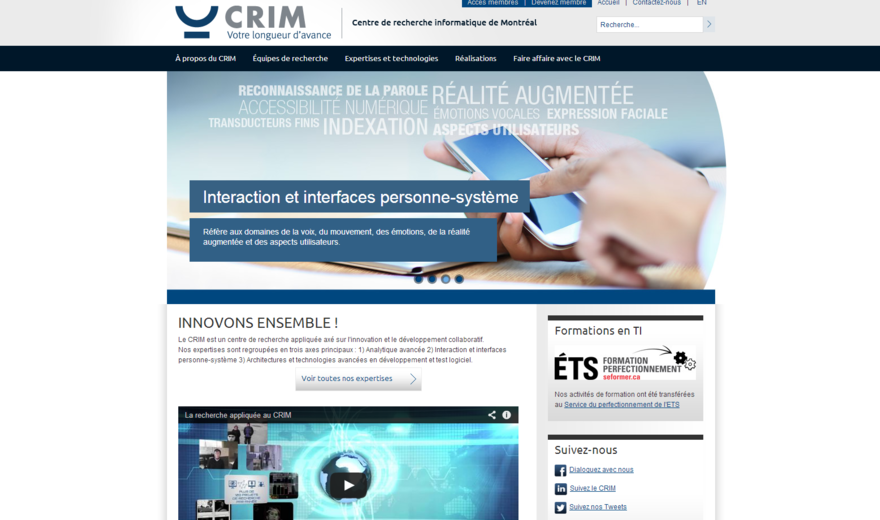 Accès membres | Devenez membre Accueil | Contactez-nous | EN
CRIM
Votre longueur d'avance
Centre de recherche informatique de Montréal
Recherche...
À propos du CRIM Équipes de recherche Expertises et technologies Réalisations Faire affaire avec le CRIM
RECONNAISSANCE DE LA PAROLE RÉALITÉ AUGMENTÉE
ACCESSIBILITÉ NUMÉRIQUE ÉMOTIONS VOCALES EXPRESSION FACIALE
TRANSDUCTEURS FINIS INDEXATION ASPECTS UTILISATEURS
Interaction et interfaces personne-système
Réfère aux domaines de la voix, du mouvement, des émotions, de la réalité
augmentée et des aspects utilisateurs.
INNOVONS ENSEMBLE !
Le CRIM est un centre de recherche appliquée axé sur l'innovation et le développement collaboratif.
Nos expertises sont regroupées en trois axes principaux : 1) Analytique avancée 2) Interaction et interfaces
personne-système 3) Architectures et technologies avancées en développement et test logiciel.
Voir toutes nos expertises
La recherche appliquée au CRIM
Formations en TI
ÉTS FORMATION
PERFECTIONNEMENT
seformer.ca
Nos activités de formation ont été transférées
au Service du perfectionnement de l'ETS
Suivez-nous
Dialoguez avec nous
Suivez le CRIM
Suivez nos Tweets